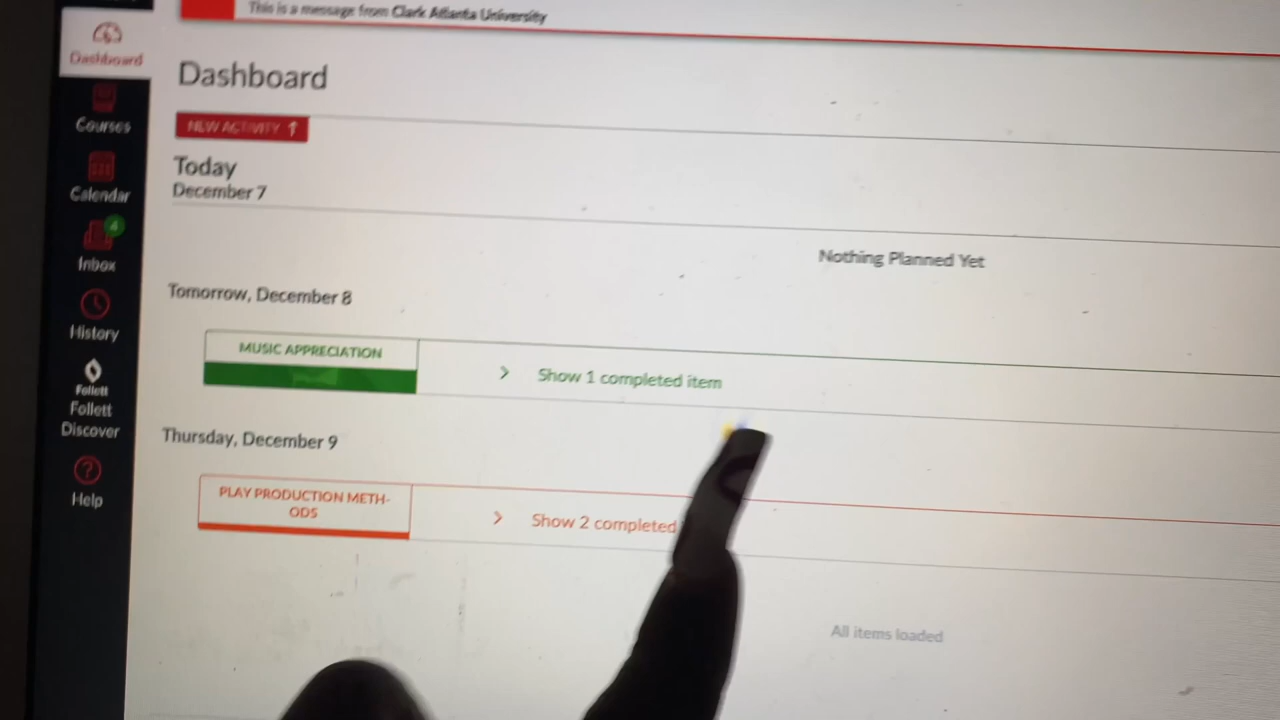 This is a message from Clark Atlanta University
Dashboard
Dashboard
NEW ACTIVITY
Courses
Today
December 7
Calendar
4
Inbox
Nothing Planned Yet
Tomorrow, December 8
History
MUSIC APPRECIATION
Show 1 completed item
Follett
Follett
Discover
Thursday, December 9
Help
PLAY PRODUCTION METH-
ODS
Show 2 completed
All items loaded